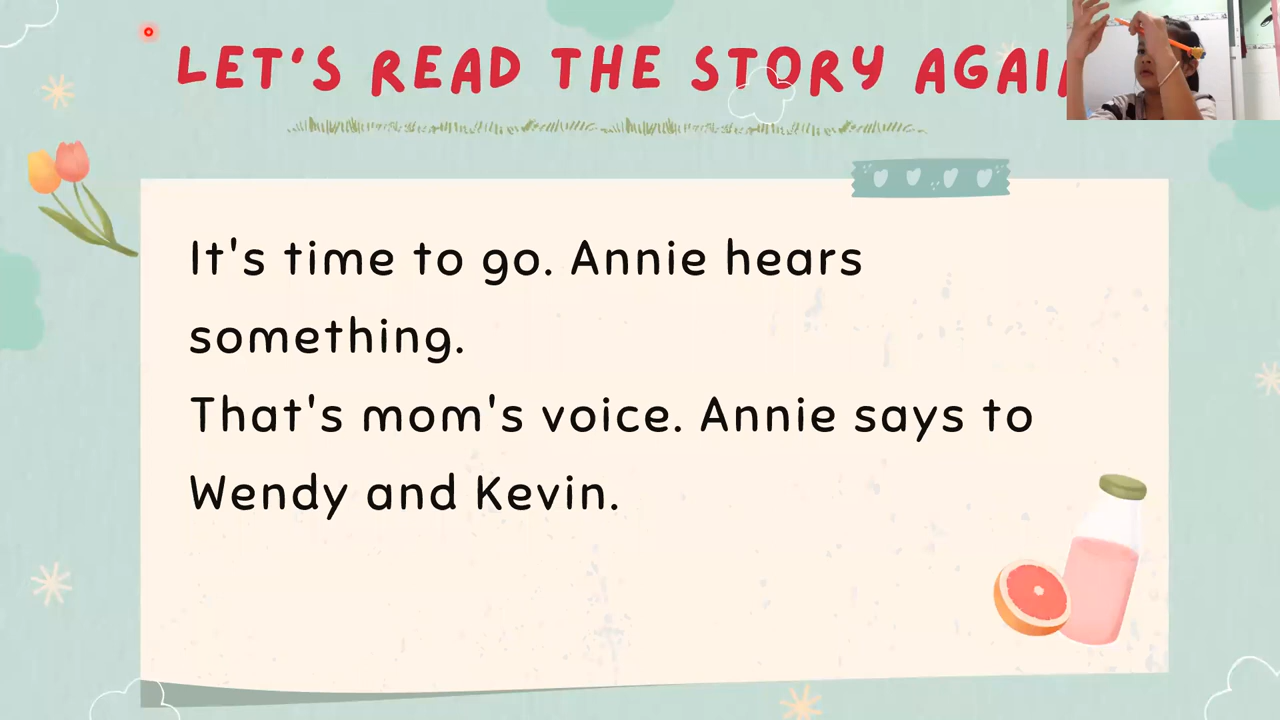 LET'S READ THE STORY AGAI
It's time to go. Annie hears
something.
That's mom's voice. Annie says to
Wendy and Kevin.